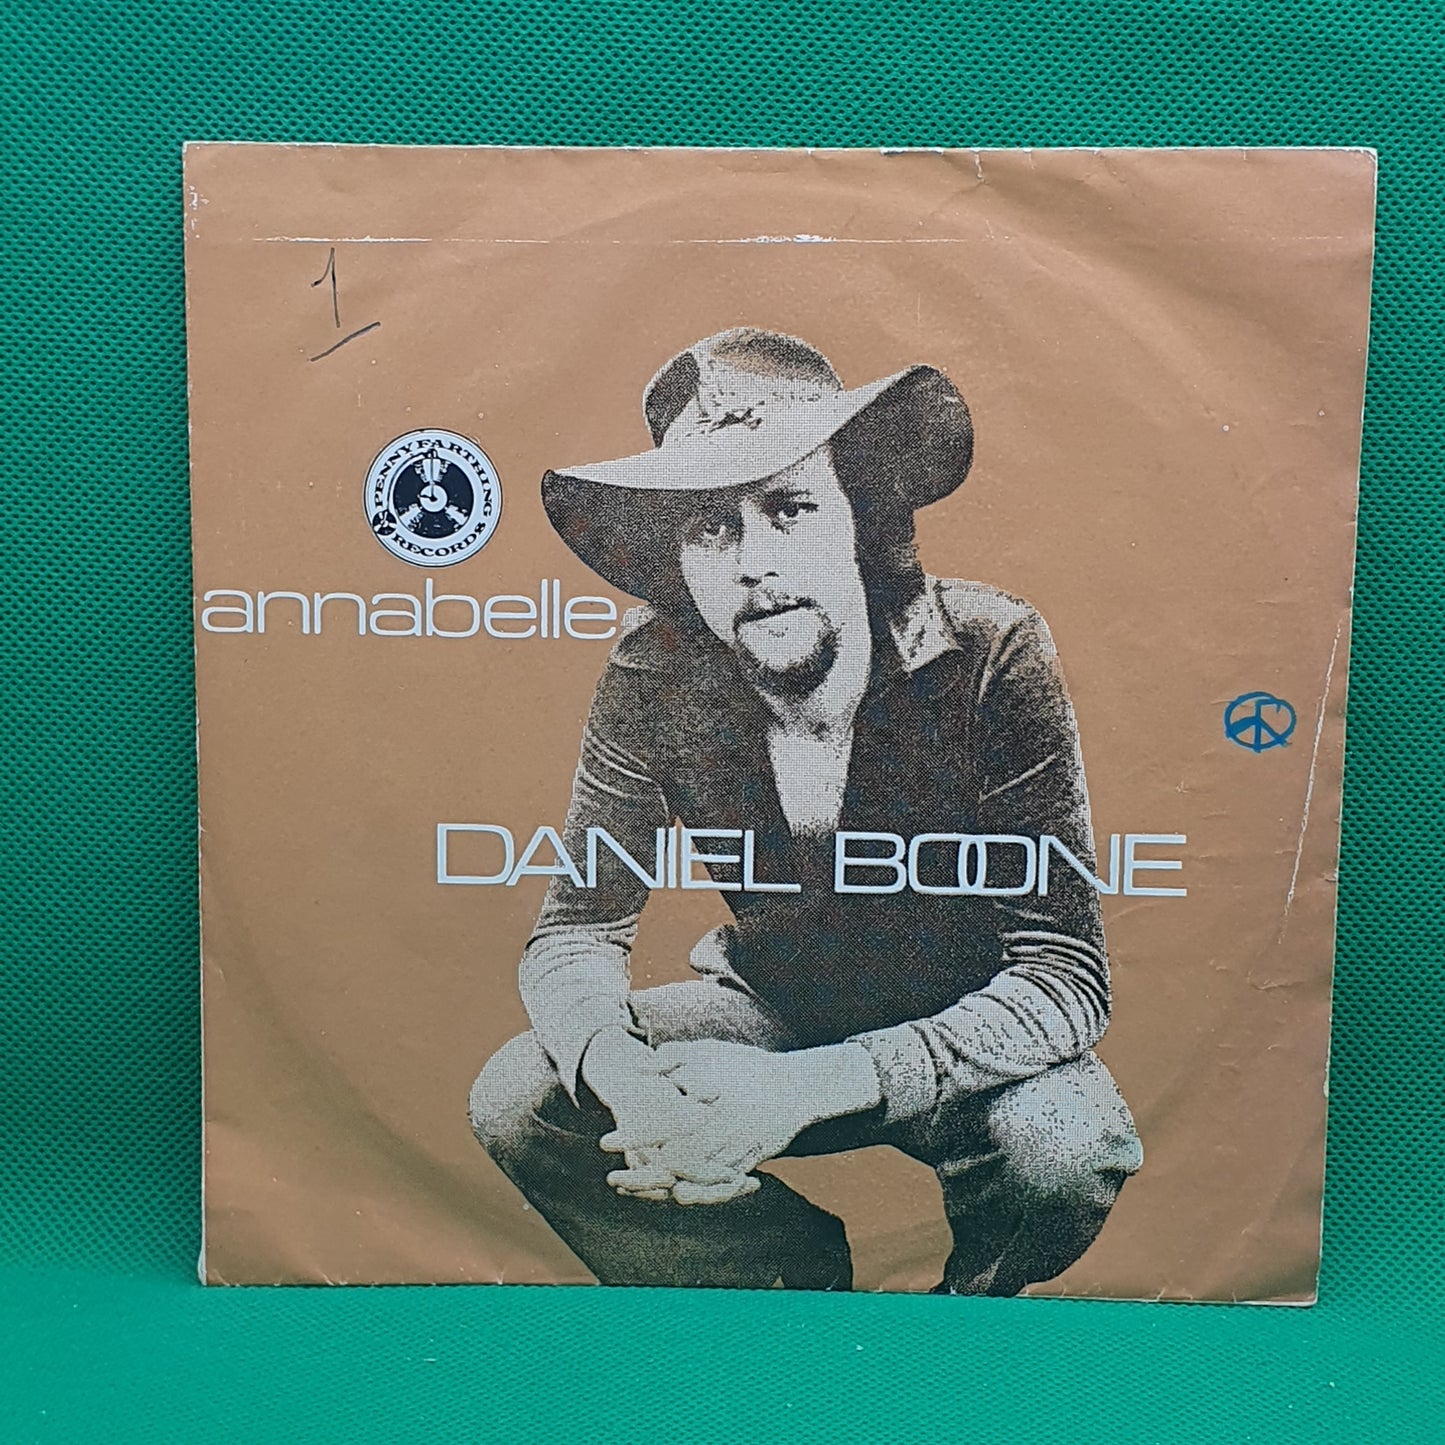 1
PENNY FARTHING
RECORDS
annabelle
DANIEL BOONE